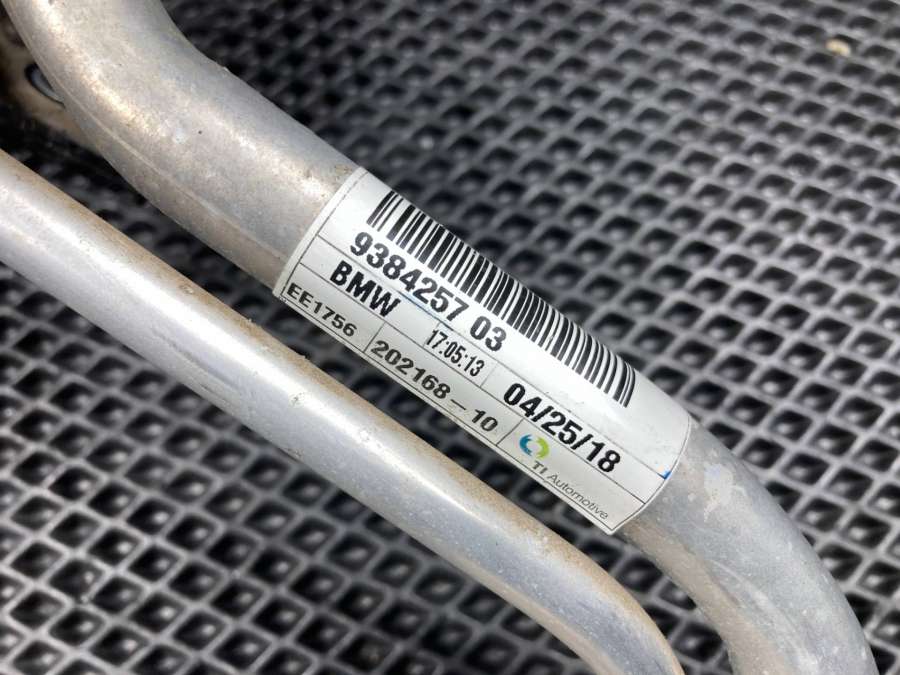 9384257 03
BMW 17:05:13 04/25/18
EE1756 202168-10 TI Automotive